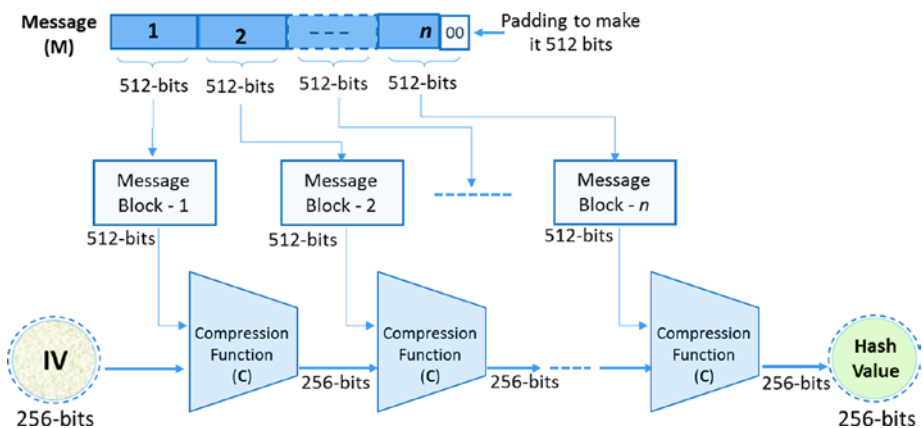 Message
(M)
1
2
n
00
Padding to make
it 512 bits
512-bits
512-bits
512-bits
512-bits
Message
Block - 1
Message
Block - 2
Message
Block - n
512-bits
512-bits
512-bits
IV
256-bits
Compression
Function
(C)
256-bits
Compression
Function
(C)
256-bits
Compression
Function
(C)
256-bits
Hash
Value
256-bits